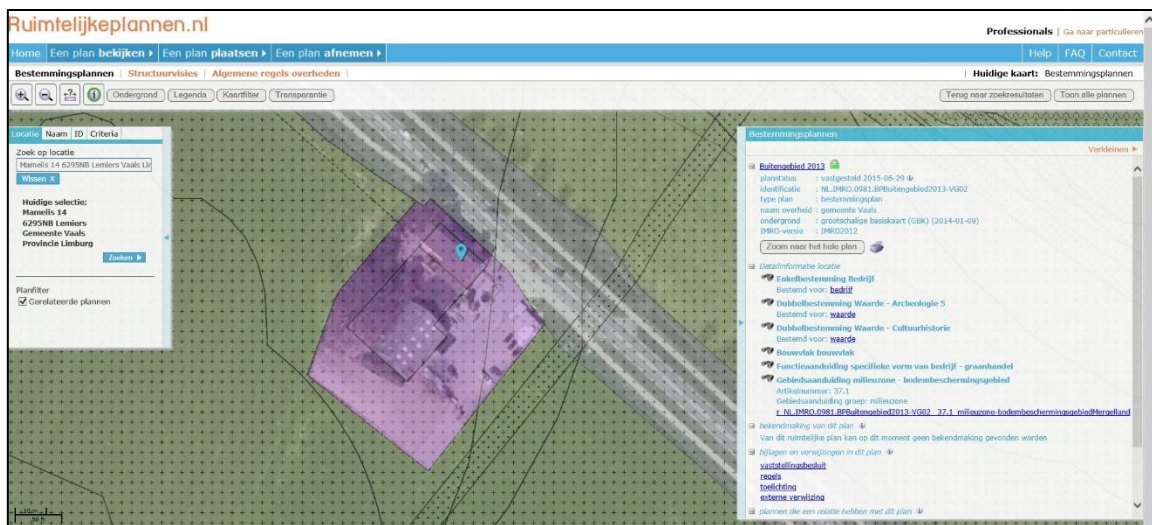 Ruimtelijkeplannen.nl
Professionals | Ga naar particulieren
Home Een plan bekijken Een plan plaatsen Een plan afnemen Help FAQ Contact
Bestemmingsplannen | Structuurvisies | Algemene regels overheden | | Huidige kaart: Bestemmingsplannen
Ondergrond Legenda Kaartfilter Transparantie Terug naar zoekresultaten Toon alle plannen
Locatie Naam ID Criteria
Zoek op locatie
Mamelis 14 6295NB Lemiers Vaals Lir
Wissen X
Huidige selectie:
Mamelis 14
6295NB Lemiers
Gemeente Vaals
Provincie Limburg
Zoeken
Planfilter
Gerelateerde plannen
Bestemmingsplannen
Verkleinen
Buitengebied 2013
planstatus : vastgesteld 2015-06-29
identificatie : NL.IMRO.0981.BPBuitengebied2013-VG02
type plan : bestemmingsplan
naam overheid : gemeente Vaals
ondergrond : grootschalige basiskaart (GBK) (2014-01-09)
IMRO-versie : IMRO2012
Zoom naar het hele plan
Detailinformatie locatie
Enkelbestemming Bedrijf
Bestemd voor: bedrijf
Dubbelbestemming Waarde - Archeologie 5
Bestemd voor: waarde
Dubbelbestemming Waarde - Cultuurhistorie
Bestemd voor: waarde
Bouwvlak bouwvlak
Functieaanduiding specifieke vorm van bedrijf - graanhandel
Gebiedsaanduiding milieuzone - bodembeschermingsgebied
Artikelnummer: 37.1
Gebiedsaanduiding groep: milieuzone
r_NL.IMRO.0981.BPBuitengebied2013-VG02_37.1_milieuzone-bodembeschermingsgebiedMergelland
bekendmaking van dit plan
Van dit ruimtelijke plan kan op dit moment geen bekendmaking gevonden worden
bijlagen en verwijzingen in dit plan
vaststellingsbesluit
regels
toelichting
externe verwijzing
plannen die een relatie hebben met dit plan